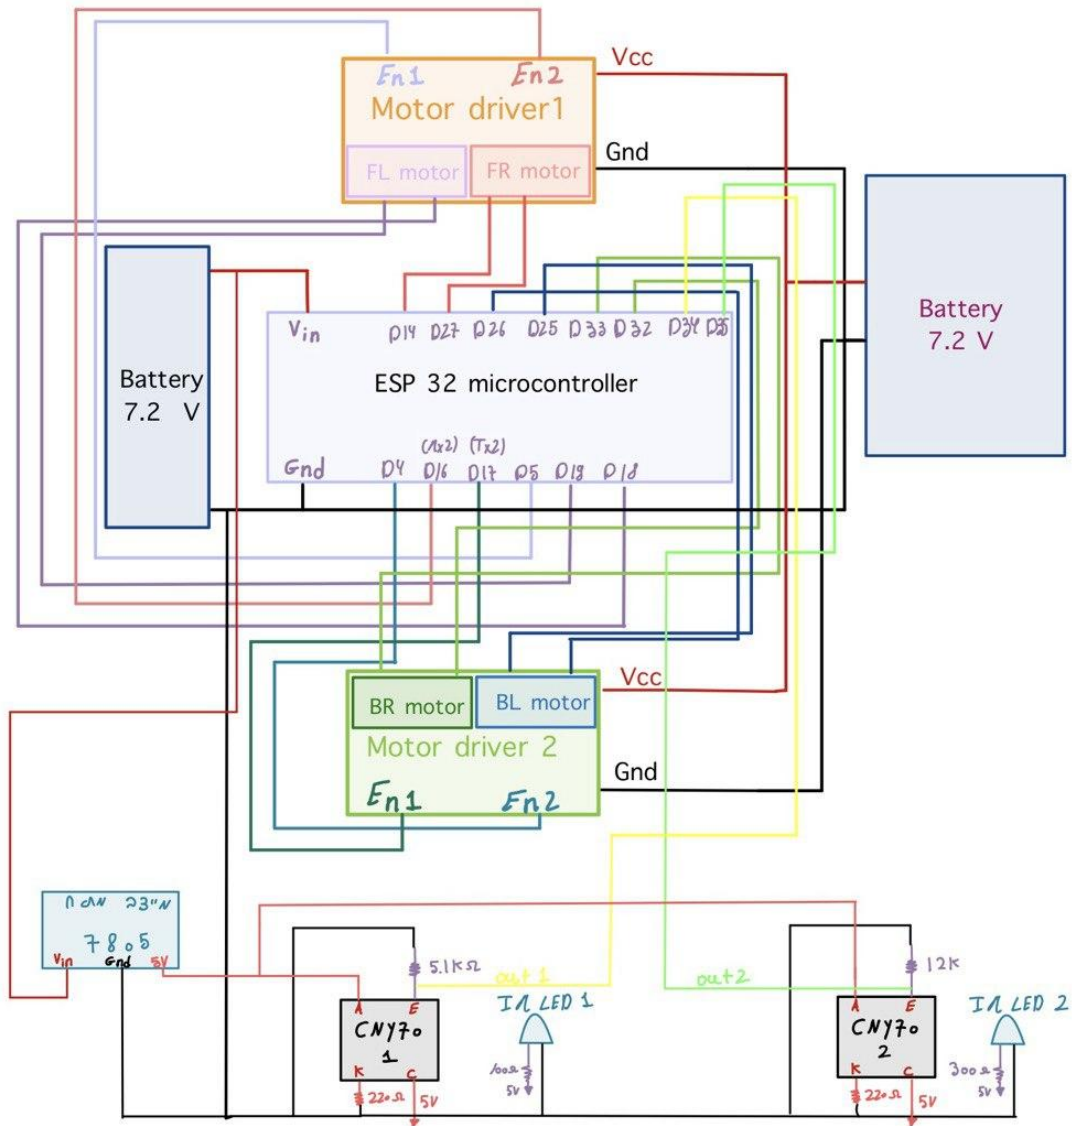 En1 En2
Vcc
Motor driver1
Gnd
FL motor FR motor
Battery
7.2 V
Vin D14 D27 D26 D25 D33 D32 D34 D35
ESP 32 microcontroller
Battery
7.2 V
(Rx2) (Tx2)
Gnd D4 D16 D17 D5 D19 D18
Vcc
BR motor BL motor
Motor driver 2
Gnd
En1 En2
7805
Vin Gnd 5V
5.1KΩ
out1
IR LED 1
A E
CNY70
1
K C
220Ω
5V
100Ω
5V
out2
12K
IR LED 2
A E
CNY70
2
K C
220Ω
5V
300Ω
5V